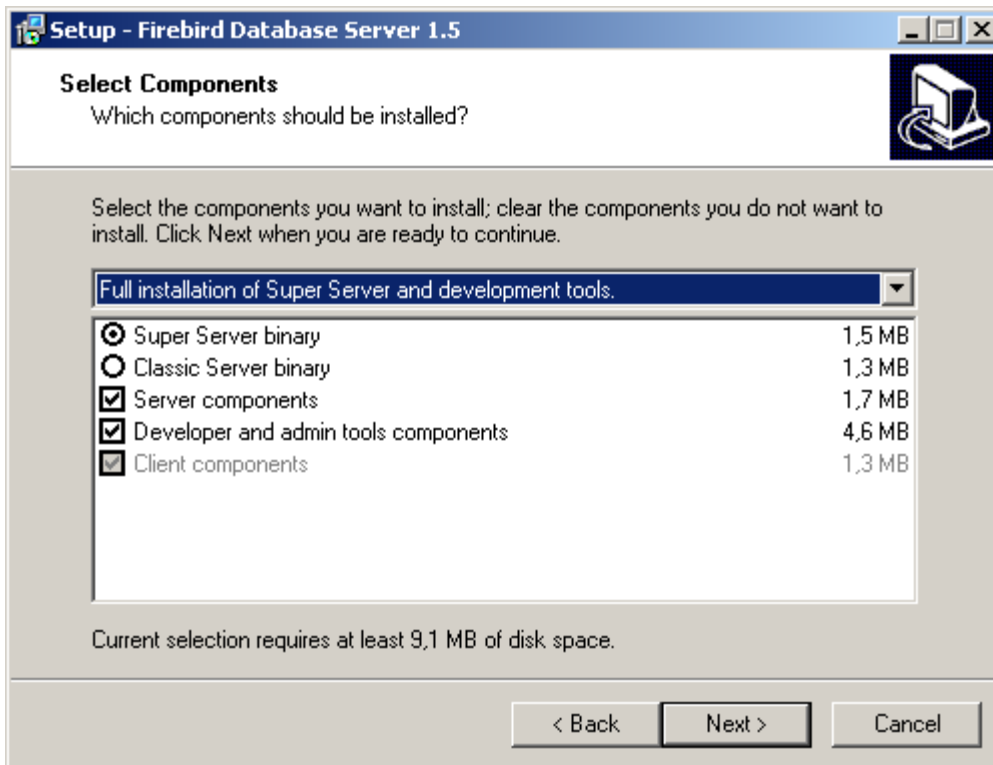 Setup - Firebird Database Server 1.5
Select Components
Which components should be installed?
Select the components you want to install; clear the components you do not want to
install. Click Next when you are ready to continue.
Full installation of Super Server and development tools.
Super Server binary 1,5 MB
Classic Server binary 1,3 MB
Server components 1,7 MB
Developer and admin tools components 4,6 MB
Client components 1,3 MB
Current selection requires at least 9,1 MB of disk space.
< Back Next > Cancel